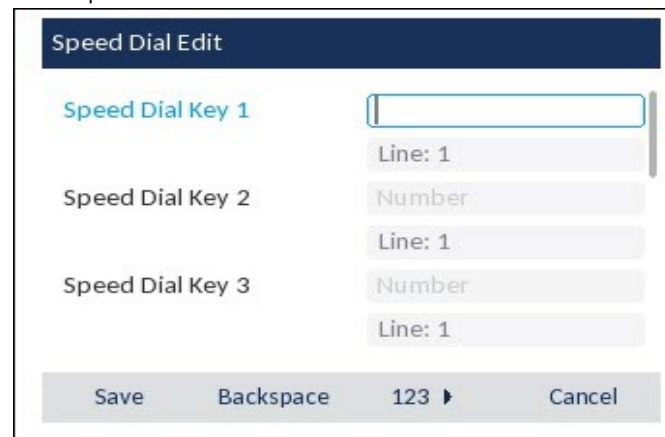 Speed Dial Edit
Speed Dial Key 1
Line: 1
Speed Dial Key 2 Number
Line: 1
Speed Dial Key 3 Number
Line: 1
Save Backspace 123 Cancel